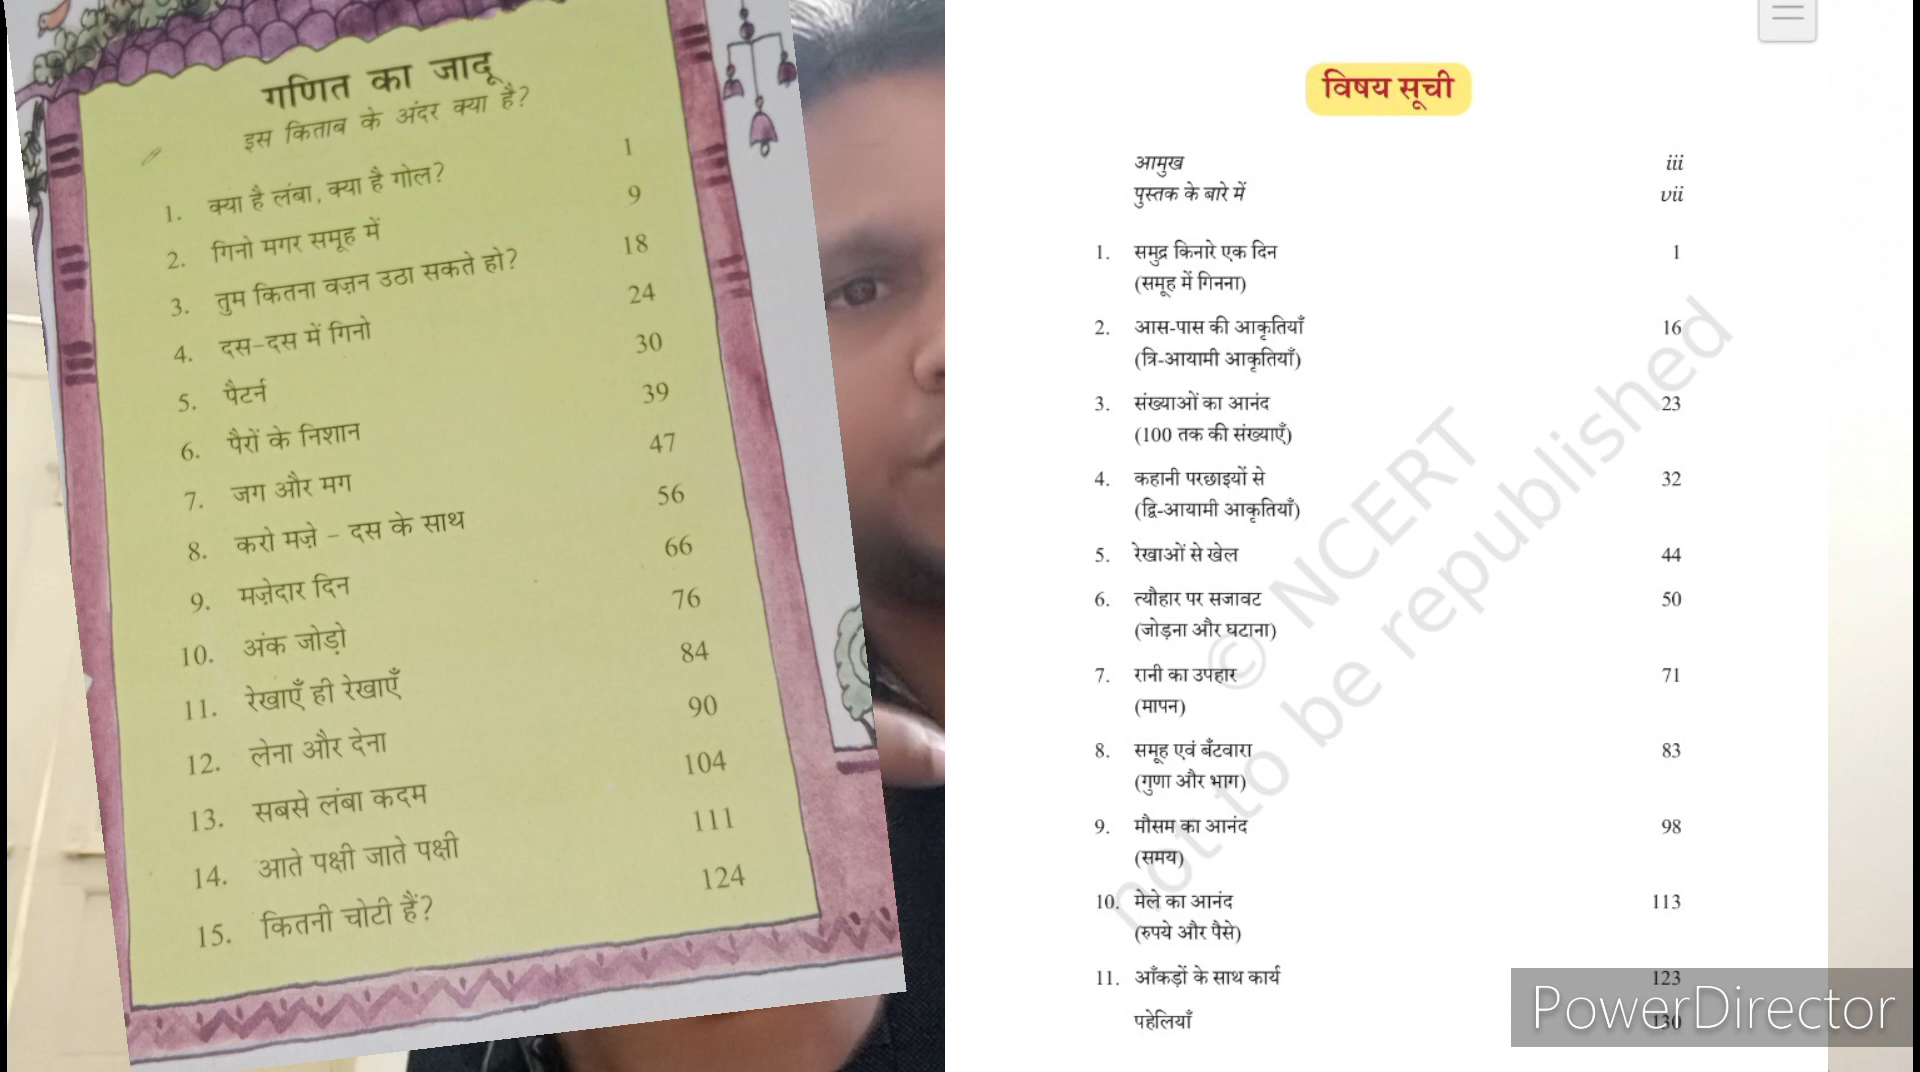 गणित का जादू
इस किताब के अंदर क्या है?
1. क्या है लंबा, क्या है गोल? 1
2. गिनो मगर समूह में 9
3. तुम कितना वज़न उठा सकते हो? 18
4. दस-दस में गिनो 24
5. पैटर्न 30
6. पैरों के निशान 39
7. जग और मग 47
8. करो मज़े - दस के साथ 56
9. मज़ेदार दिन 66
10. अंक जोड़ो 76
11. रेखाएँ ही रेखाएँ 84
12. लेना और देना 90
13. सबसे लंबा कदम 104
14. आते पक्षी जाते पक्षी 111
15. कितनी चोटी हैं? 124
विषय सूची
आमुख iii
पुस्तक के बारे में vii
1. समुद्र किनारे एक दिन 1
(समूह में गिनना)
2. आस-पास की आकृतियाँ 16
(त्रि-आयामी आकृतियाँ)
3. संख्याओं का आनंद 23
(100 तक की संख्याएँ)
4. कहानी परछाइयों से 32
(द्वि-आयामी आकृतियाँ)
5. रेखाओं से खेल 44
6. त्यौहार पर सजावट 50
(जोड़ना और घटाना)
7. रानी का उपहार 71
(मापन)
8. समूह एवं बँटवारा 83
(गुणा और भाग)
9. मौसम का आनंद 98
(समय)
10. मेले का आनंद 113
(रुपये और पैसे)
11. आँकड़ों के साथ कार्य 123
पहेलियाँ 130
© NCERT
not to be republished
PowerDirector